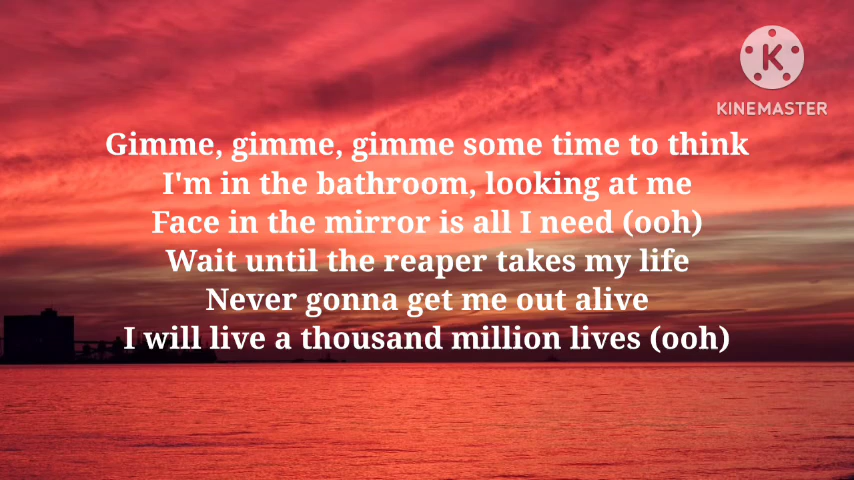 KINEMASTER
Gimme, gimme, gimme some time to think
I'm in the bathroom, looking at me
Face in the mirror is all I need (ooh)
Wait until the reaper takes my life
Never gonna get me out alive
I will live a thousand million lives (ooh)